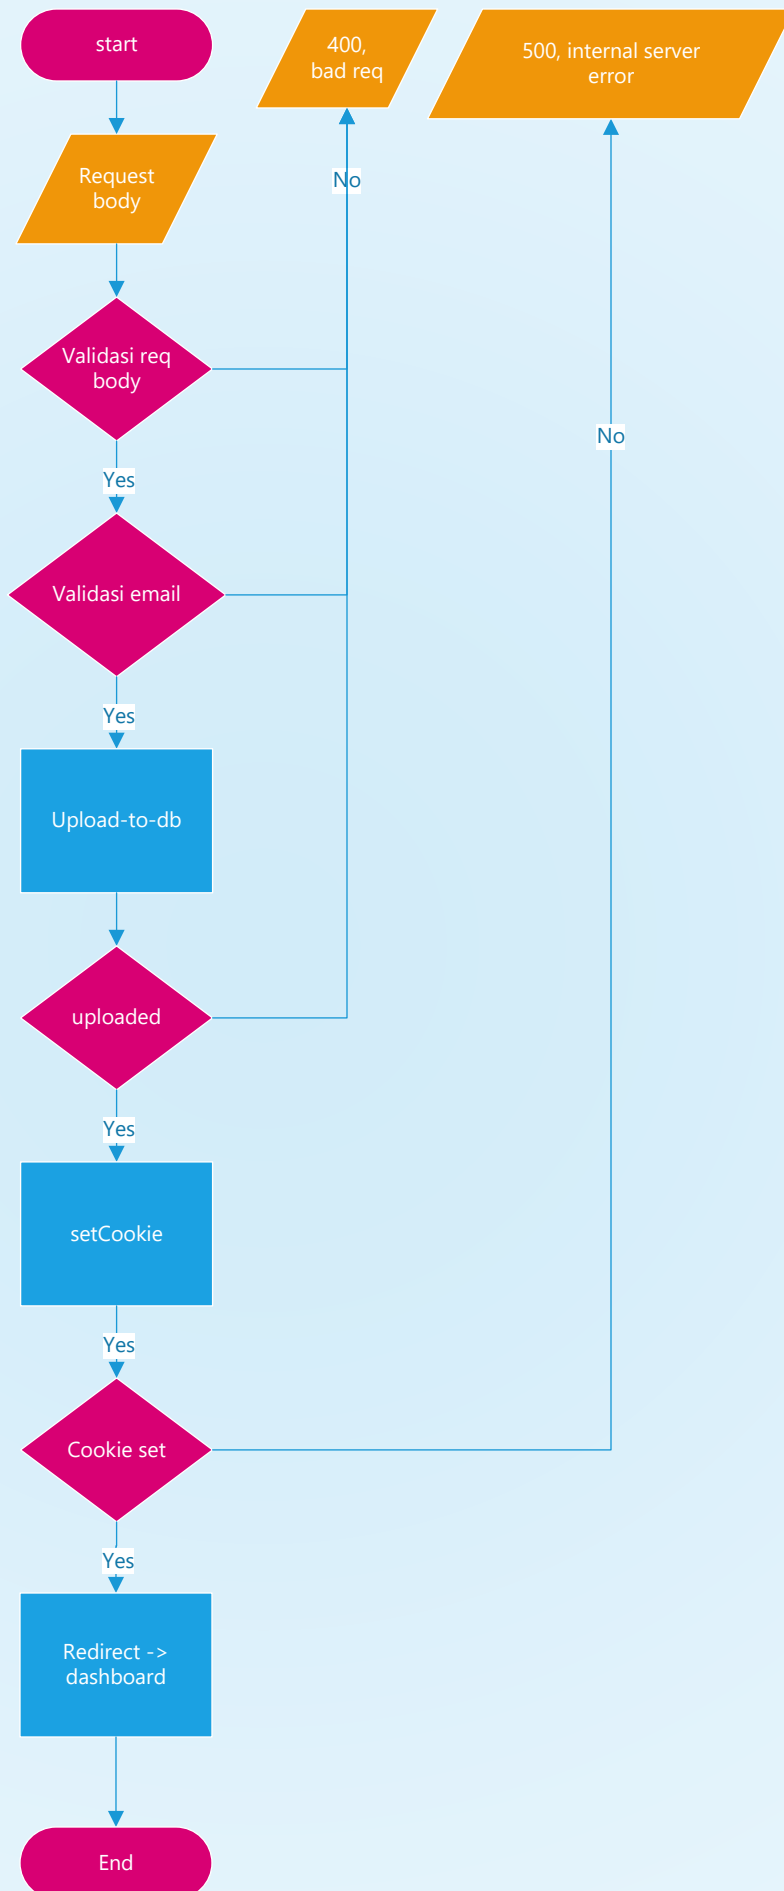 start
400,
bad req
500, internal server
error
Request
body
No
Validasi req
body
No
Yes
Validasi email
Yes
Upload-to-db
uploaded
Yes
setCookie
Yes
Cookie set
Yes
Redirect ->
dashboard
End